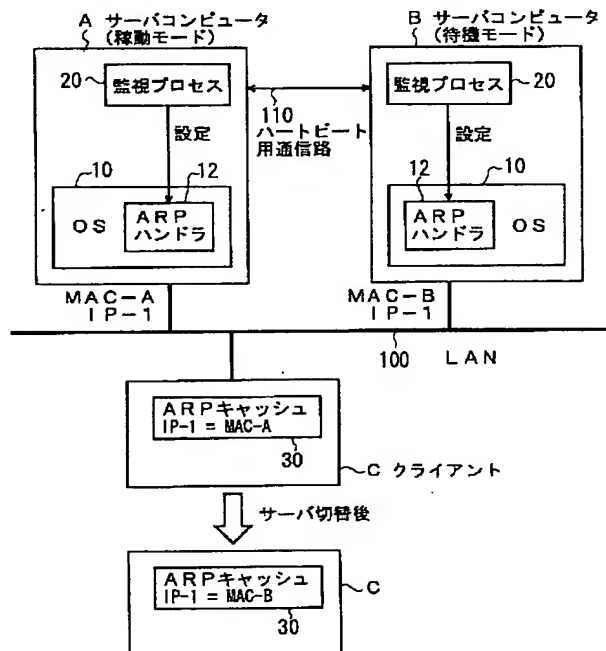 A サーバコンピュータ
(稼動モード)
B サーバコンピュータ
(待機モード)
20
監視プロセス
監視プロセス
20
110
ハートビート
用通信路
設定
設定
10
12
12
10
OS
ARP
ハンドラ
ARP
ハンドラ
OS
MAC-A
IP-1
MAC-B
IP-1
100
LAN
ARPキャッシュ
IP-1 = MAC-A
30
C クライアント
サーバ切替後
ARPキャッシュ
IP-1 = MAC-B
30
C